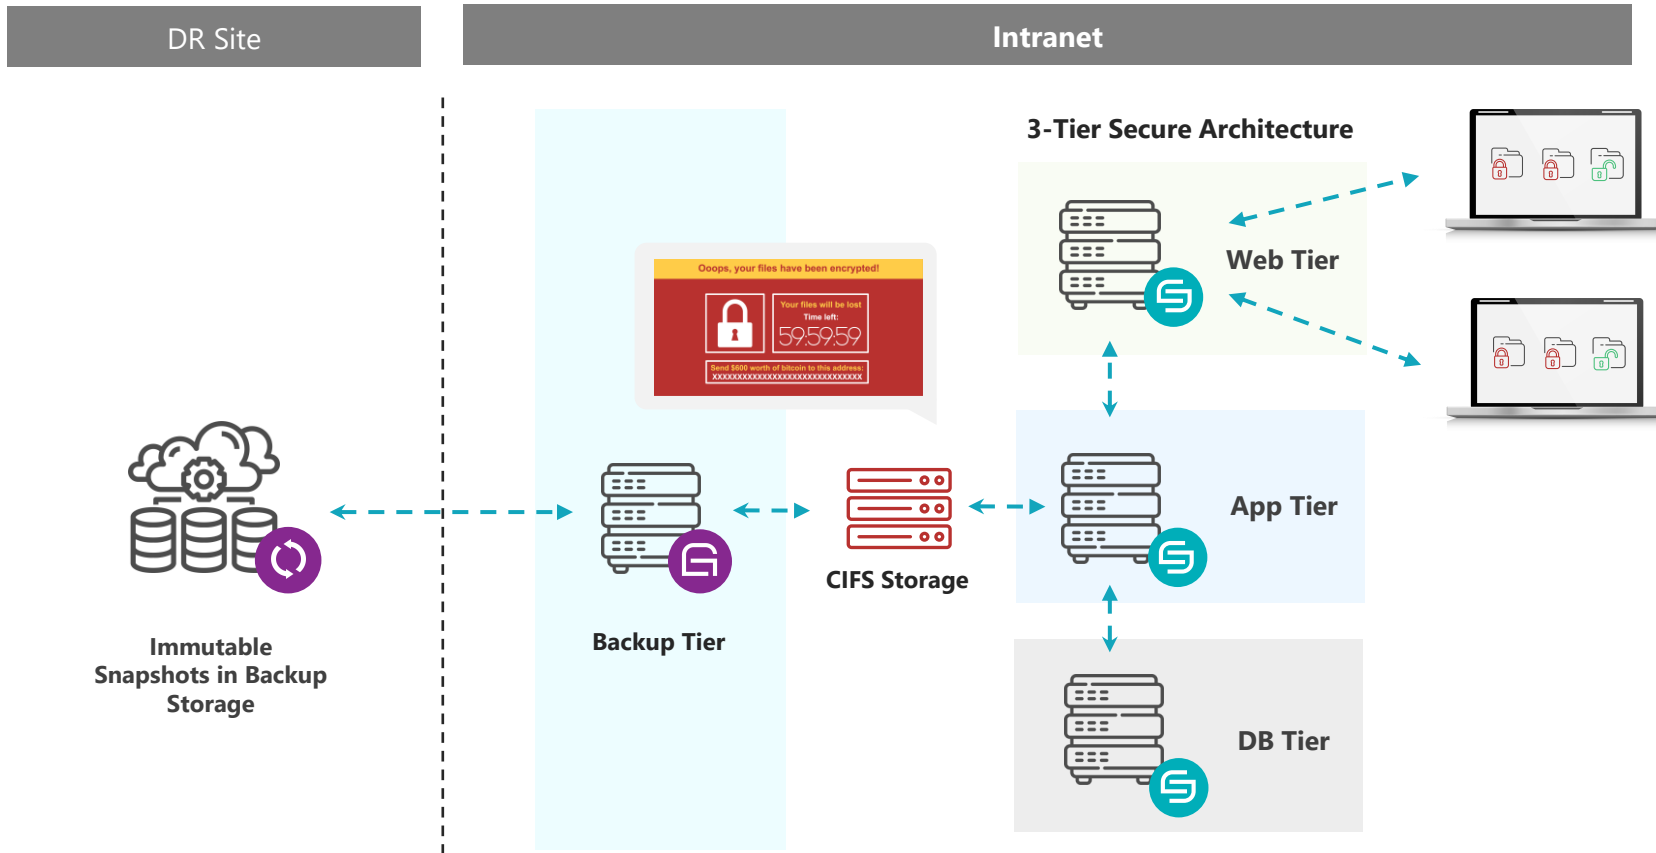 DR Site
Intranet
3-Tier Secure Architecture
Web Tier
Ooops, your files have been encrypted!
Your files will be lost
Time left:
59:59:59
Send $600 worth of bitcoin to this address:
XXXXXXXXXXXXXXXXXXXXXXXXXXXXXX
App Tier
CIFS Storage
Backup Tier
Immutable
Snapshots in Backup
Storage
DB Tier